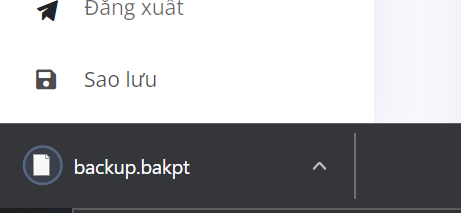 Đăng xuất
Sao lưu
backup.bakpt